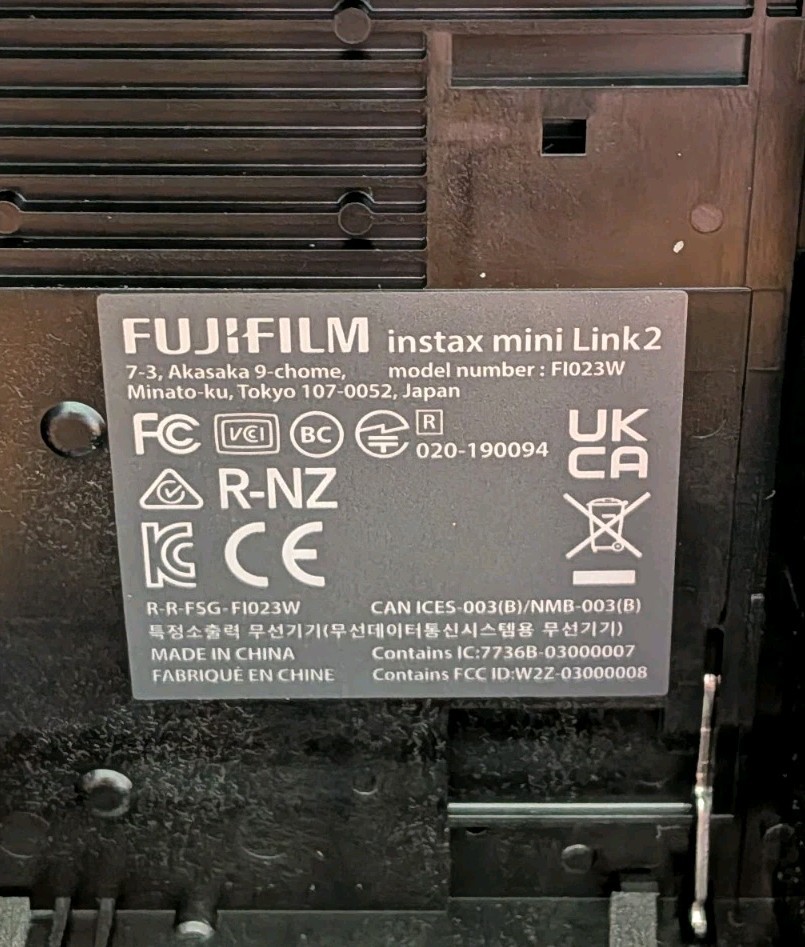 FUJIFILM instax mini Link2
7-3, Akasaka 9-chome, model number : FI023W
Minato-ku, Tokyo 107-0052, Japan
FC VCI BC R
020-190094
UK
CA
R-NZ
KC CE
R-R-FSG-FI023W CAN ICES-003(B)/NMB-003(B)
특정소출력 무선기기(무선데이터통신시스템용 무선기기)
MADE IN CHINA Contains IC:7736B-03000007
FABRIQUÉ EN CHINE Contains FCC ID:W2Z-03000008